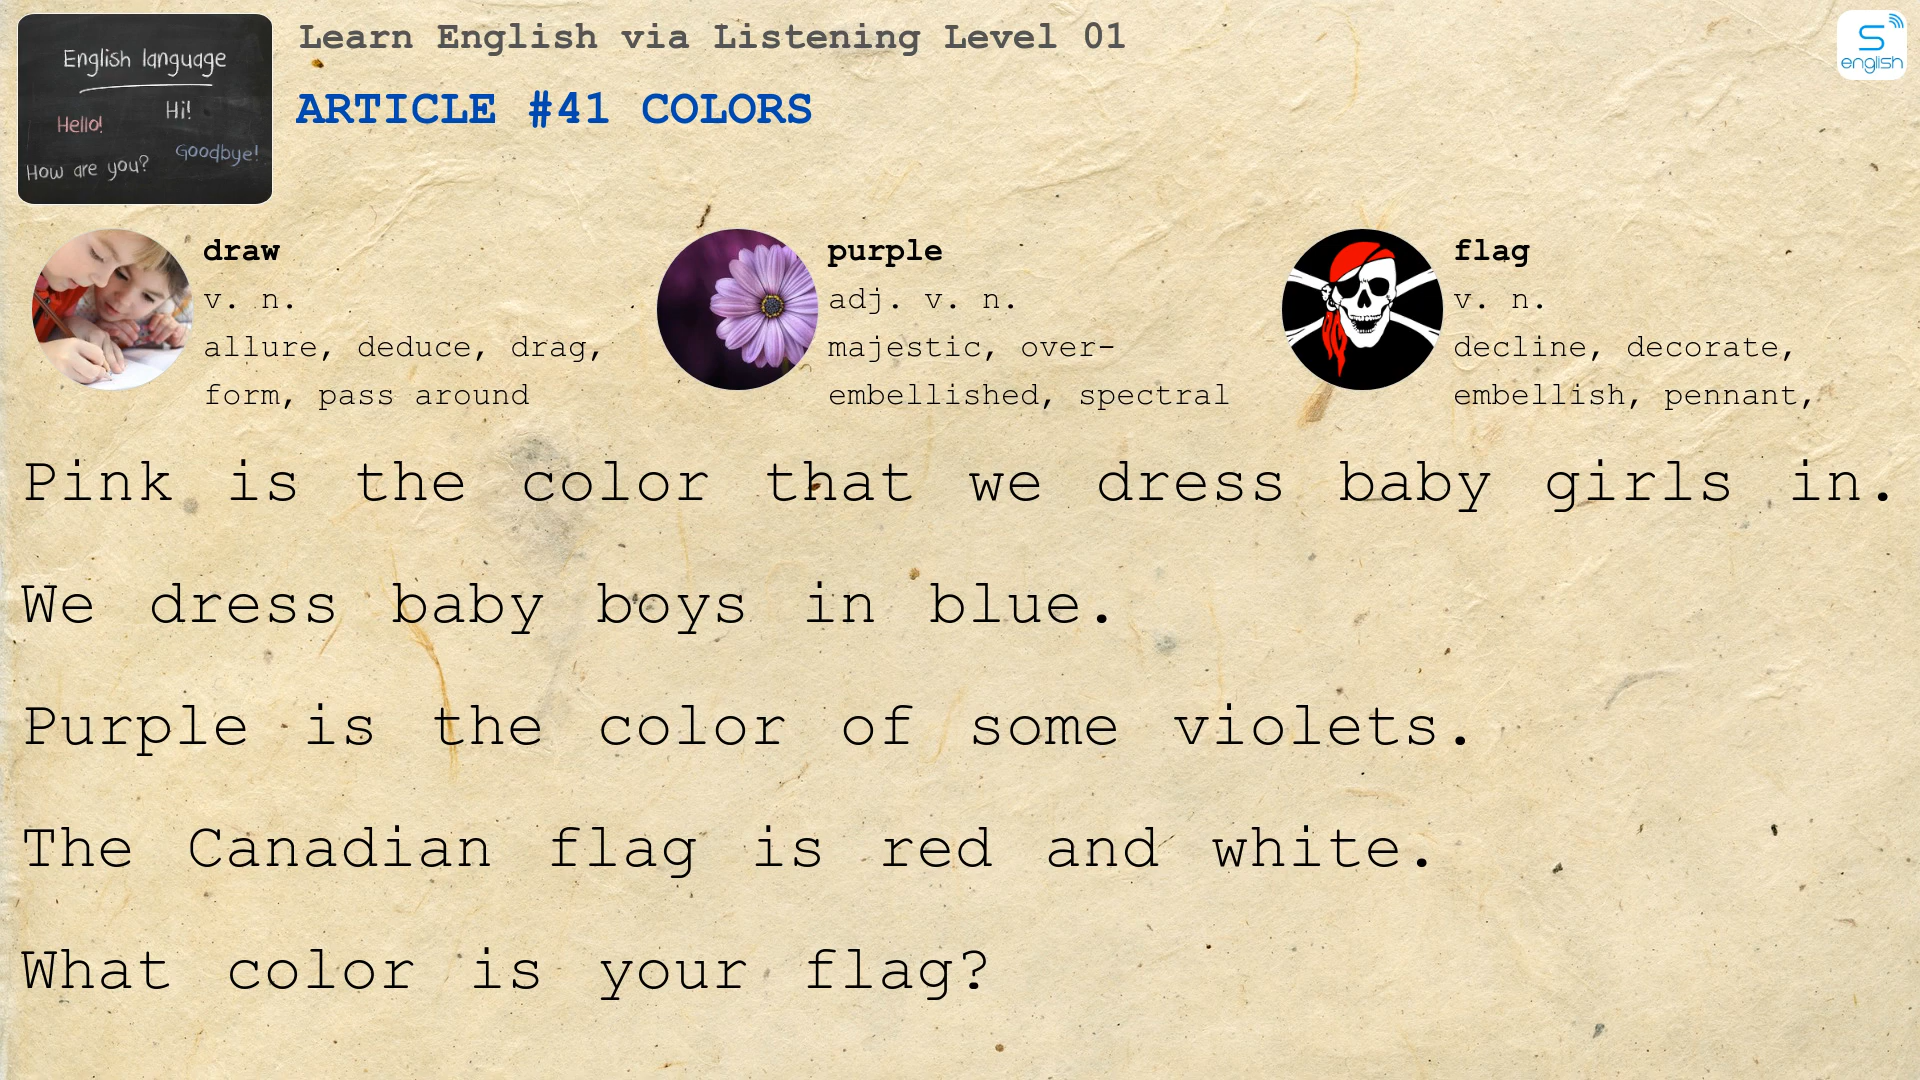 English language
Hi!
Hello!
Goodbye!
How are you?
Learn English via Listening Level 01
ARTICLE #41 COLORS
S
english
draw
v. n.
allure, deduce, drag,
form, pass around
purple
adj. v. n.
majestic, over-
embellished, spectral
flag
v. n.
decline, decorate,
embellish, pennant,
Pink is the color that we dress baby girls in.
We dress baby boys in blue.
Purple is the color of some violets.
The Canadian flag is red and white.
What color is your flag?